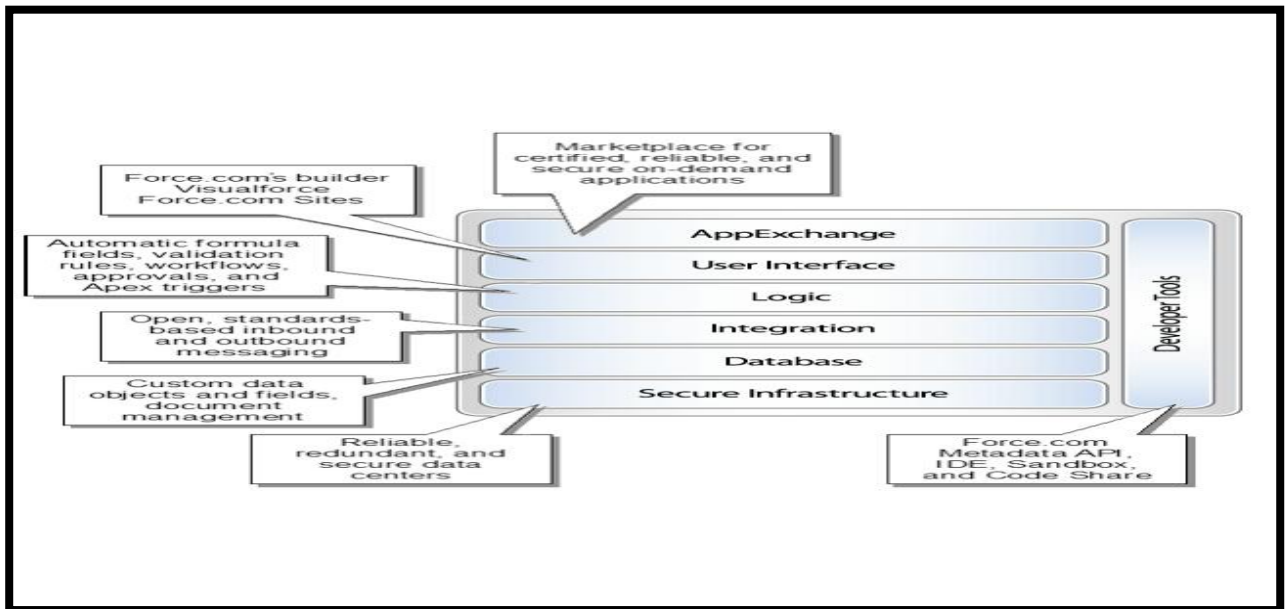 Marketplace for
certified, reliable, and
secure on-demand
applications
Force.com's builder
Visualforce
Force.com Sites
Automatic formula
fields, validation
rules, workflows,
approvals, and
Apex triggers
Open, standards-
based inbound
and outbound
messaging
Custom data
objects and fields,
document
management
Reliable,
redundant, and
secure data
centers
AppExchange
User Interface
Logic
Integration
Database
Secure Infrastructure
DeveloperTools
Force.com
Metadata API,
IDE, Sandbox,
and Code Share